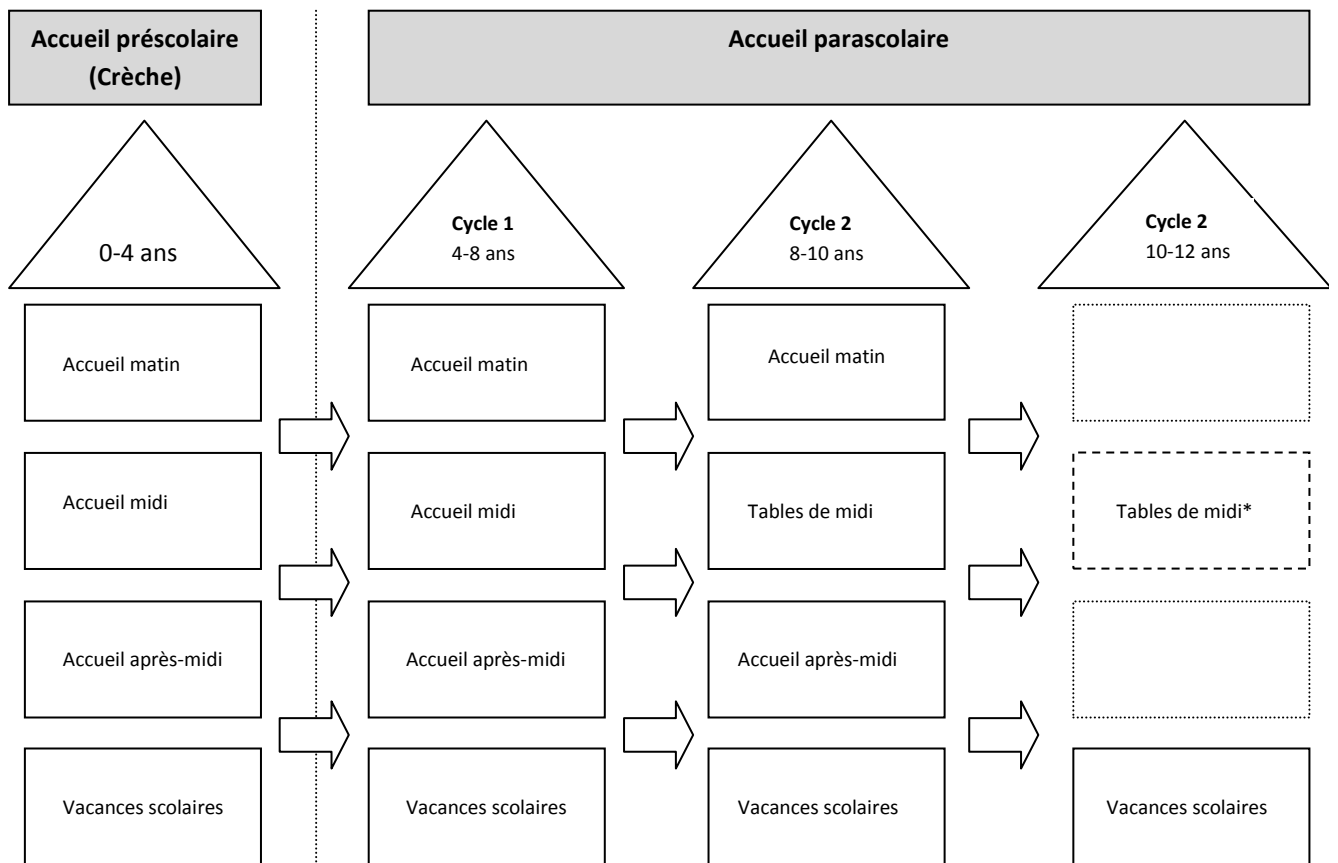 Accueil préscolaire
(Crèche)
Accueil parascolaire
0-4 ans
Cycle 1
4-8 ans
Cycle 2
8-10 ans
Cycle 2
10-12 ans
Accueil matin
Accueil matin
Accueil matin
Accueil midi
Accueil midi
Tables de midi
Tables de midi*
Accueil après-midi
Accueil après-midi
Accueil après-midi
Vacances scolaires
Vacances scolaires
Vacances scolaires
Vacances scolaires